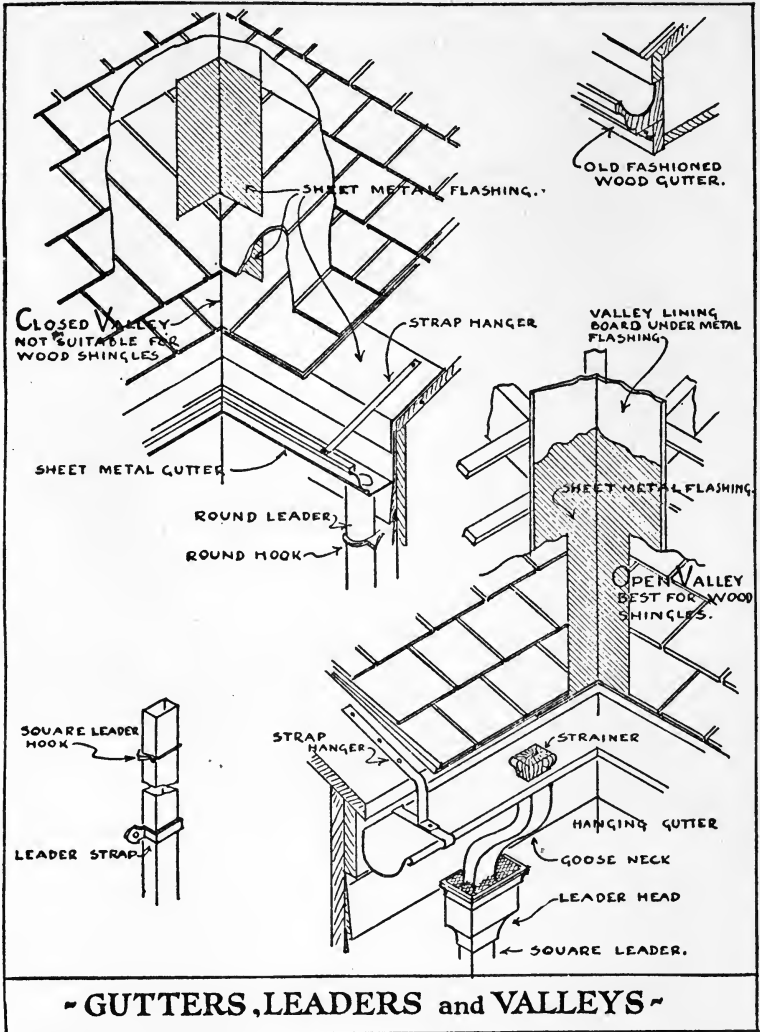 OLD FASHIONED
WOOD GUTTER.
SHEET METAL FLASHING.
CLOSED VALLEY
NOT SUITABLE FOR
WOOD SHINGLES
STRAP HANGER
VALLEY LINING
BOARD UNDER METAL
FLASHING
SHEET METAL GUTTER
SHEET METAL FLASHING.
ROUND LEADER
ROUND HOOK
OPEN VALLEY
BEST FOR WOOD
SHINGLES.
SQUARE LEADER
HOOK
STRAP
HANGER
STRAINER
LEADER STRAP
HANGING GUTTER
GOOSE NECK
LEADER HEAD
SQUARE LEADER.
~GUTTERS, LEADERS and VALLEYS~